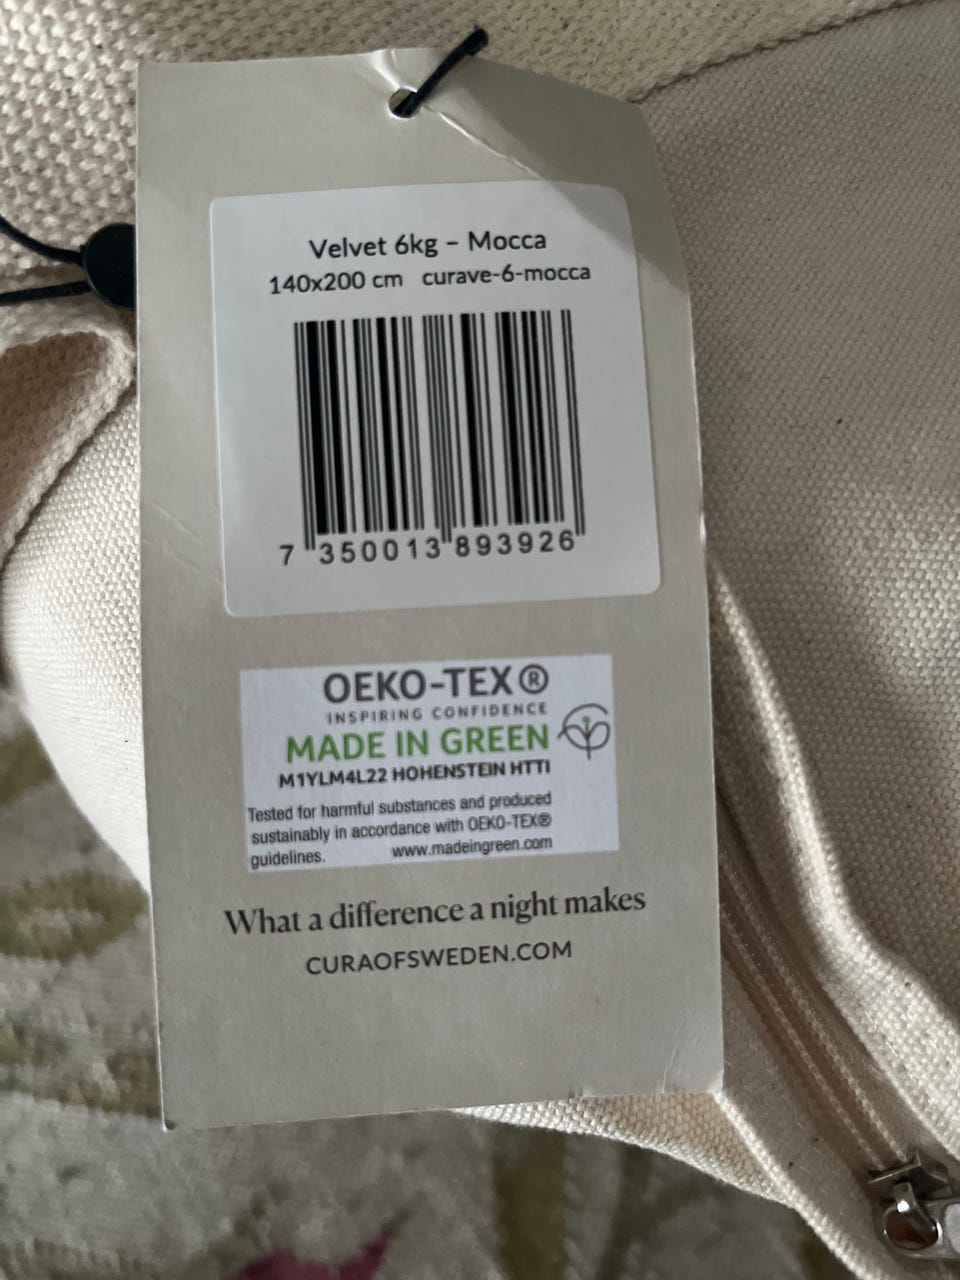 Velvet 6kg – Mocca
140x200 cm curave-6-mocca
7 350013 893926
OEKO-TEX®
INSPIRING CONFIDENCE
MADE IN GREEN
M1YLM4L22 HOHENSTEIN HTTI
Tested for harmful substances and produced
sustainably in accordance with OEKO-TEX®
guidelines. www.madeingreen.com
What a difference a night makes
CURAOFSWEDEN.COM